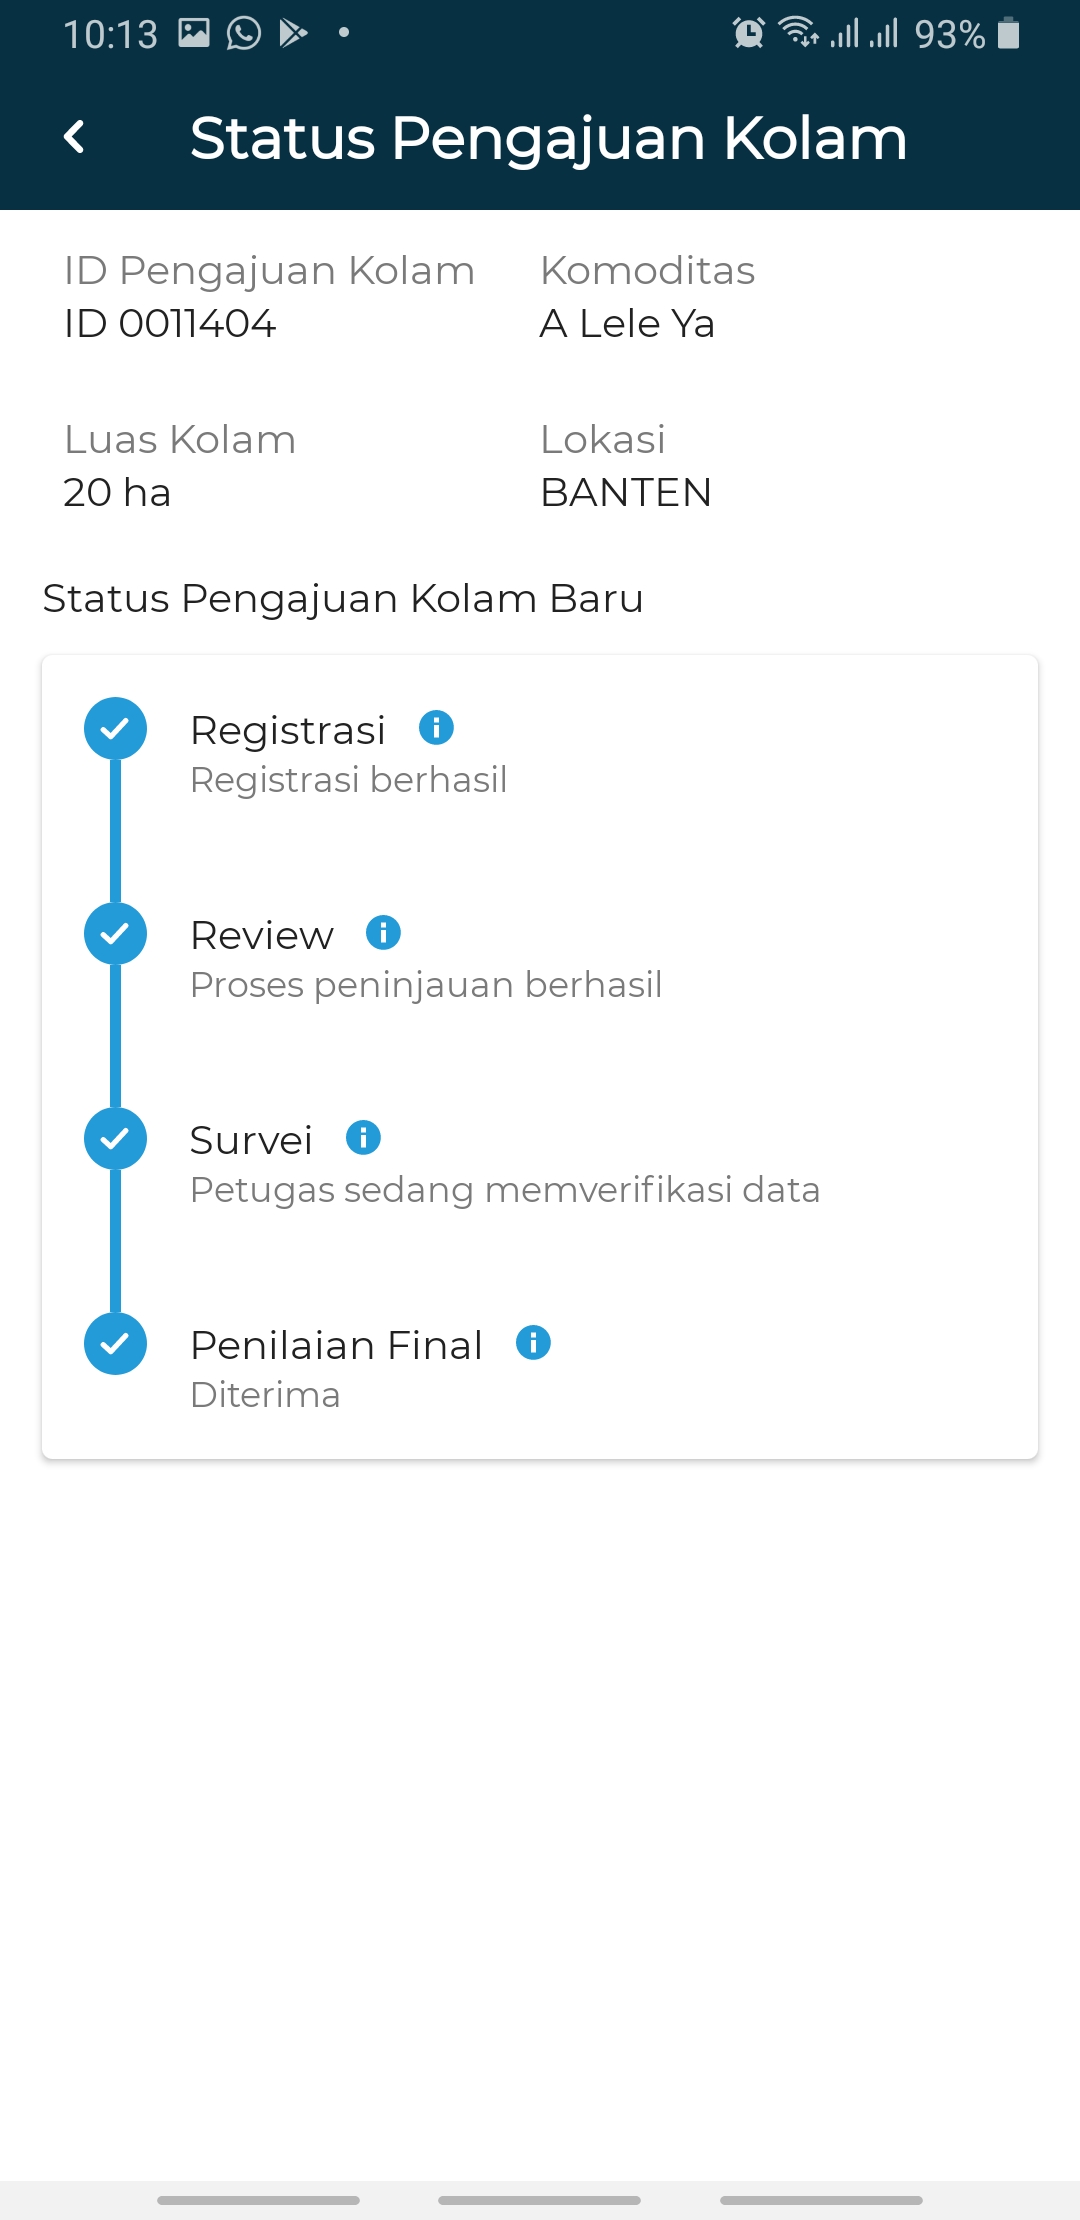 10:13
93%
Status Pengajuan Kolam
ID Pengajuan Kolam
ID 0011404
Komoditas
A Lele Ya
Luas Kolam
20 ha
Lokasi
BANTEN
Status Pengajuan Kolam Baru
Registrasi
Registrasi berhasil
Review
Proses peninjauan berhasil
Survei
Petugas sedang memverifikasi data
Penilaian Final
Diterima